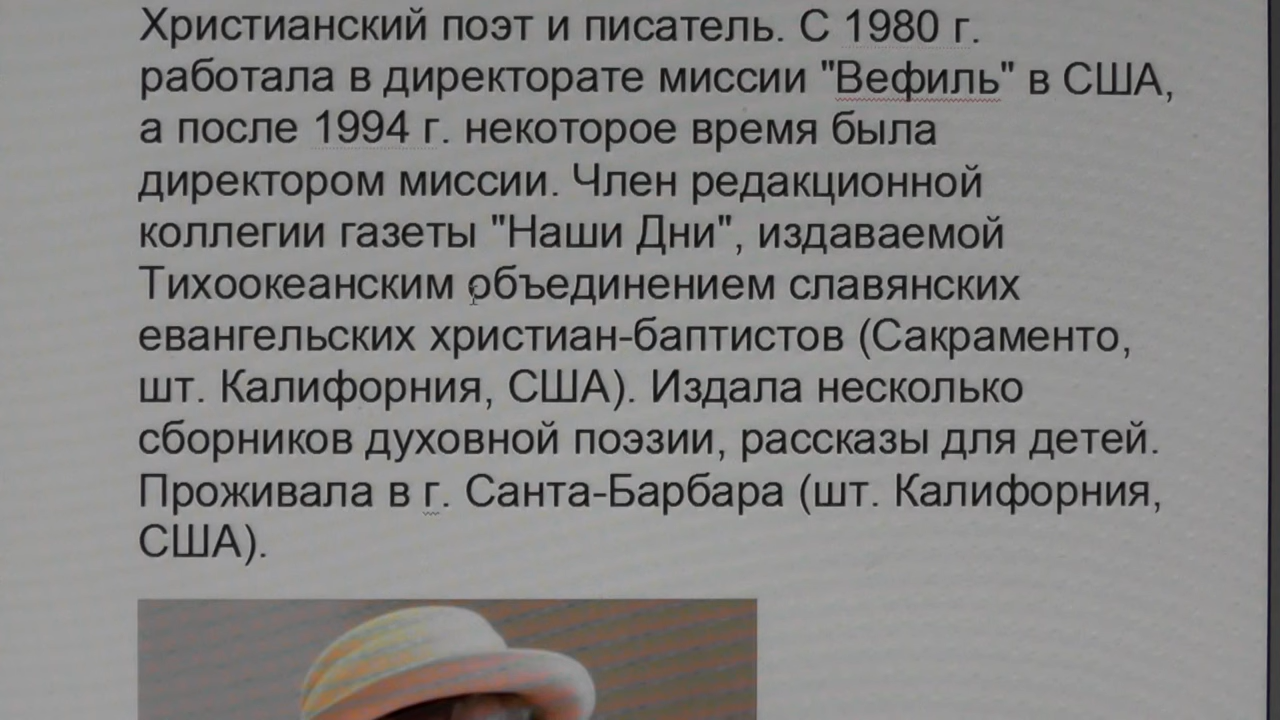 Христианский поэт и писатель. С 1980 г.
работала в директорате миссии "Вефиль" в США,
а после 1994 г. некоторое время была
директором миссии. Член редакционной
коллегии газеты "Наши Дни", издаваемой
Тихоокеанским объединением славянских
евангельских христиан-баптистов (Сакраменто,
шт. Калифорния, США). Издала несколько
сборников духовной поэзии, рассказы для детей.
Проживала в г. Санта-Барбара (шт. Калифорния,
США).